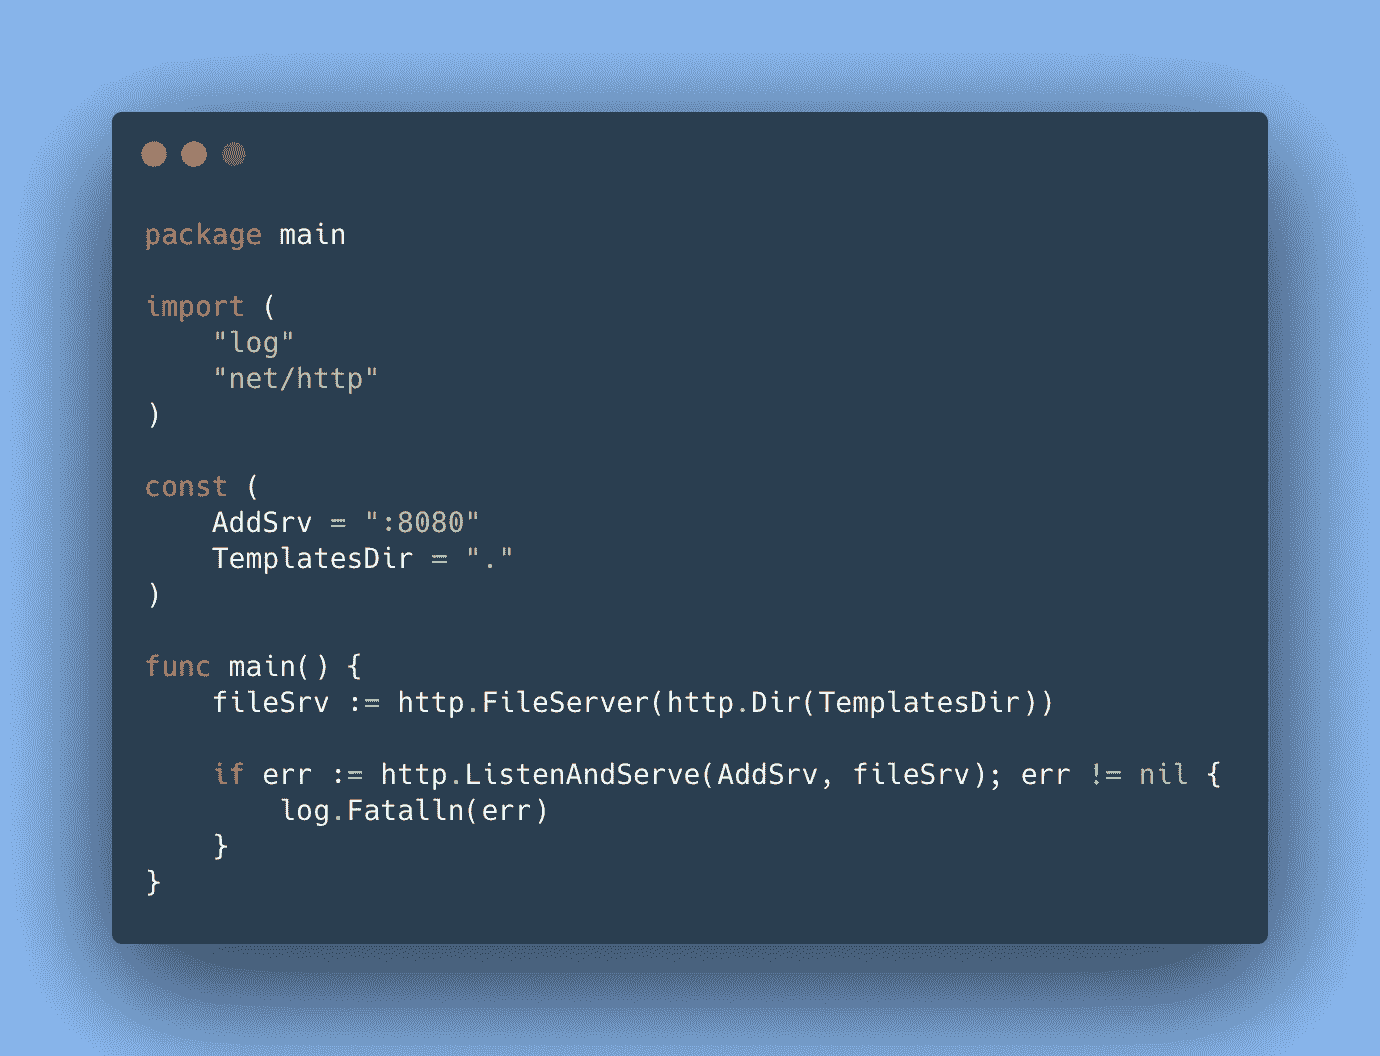 package main
import (
    "log"
    "net/http"
)
const (
    AddSrv = ":8080"
    TemplatesDir = "."
)
func main() {
    fileSrv := http.FileServer(http.Dir(TemplatesDir))
    if err := http.ListenAndServe(AddSrv, fileSrv); err != nil {
        log.Fatalln(err)
    }
}